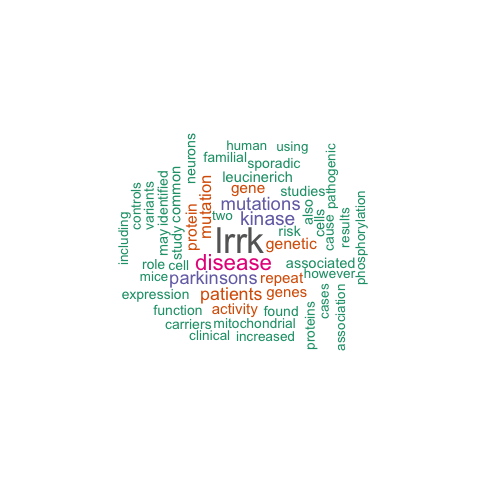 human
using
familial
sporadic
neurons
leucinerich
gene
studies
pathogenic
common
mutation
mutations
two
kinase
also
cells
cause
results
phosphorylation
identified
may
study
variants
controls
including
protein
lrrk
risk
genetic
disease
associated
role
cell
mice
parkinsons
repeat
however
expression
patients
genes
cases
function
activity
found
proteins
association
carriers
mitochondrial
clinical
increased